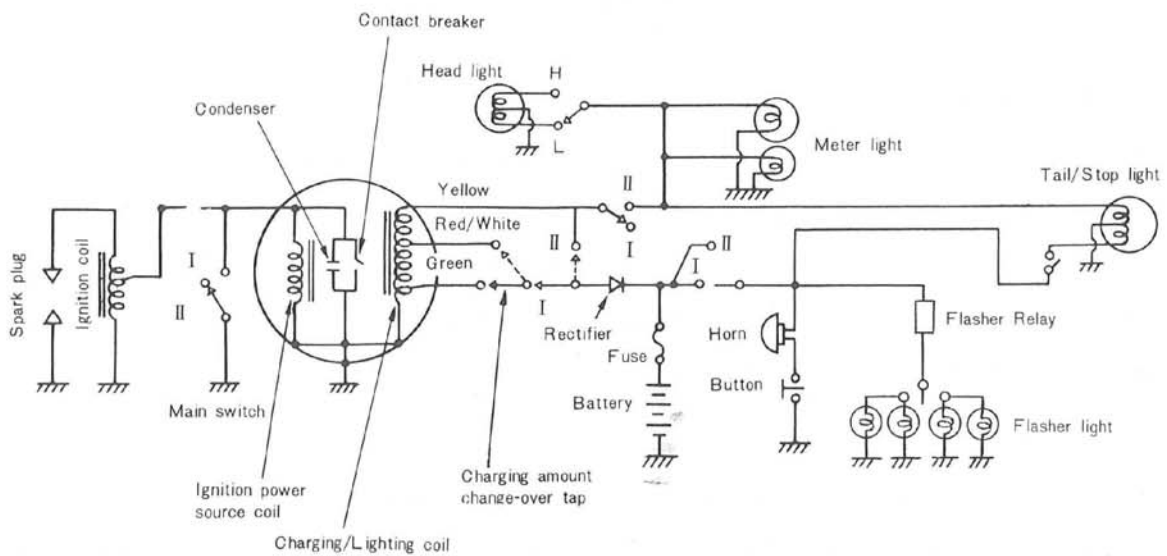 Contact breaker
Head light
H
Condenser
L
Meter light
Tail/Stop light
Yellow
II
Red/White
I
II
II
Green
I
I
I
Spark plug
Ignition coil
II
Rectifier
Horn
Flasher Relay
Fuse
Button
Main switch
Battery
Flasher light
Ignition power
source coil
Charging amount
change-over tap
Charging/Lighting coil